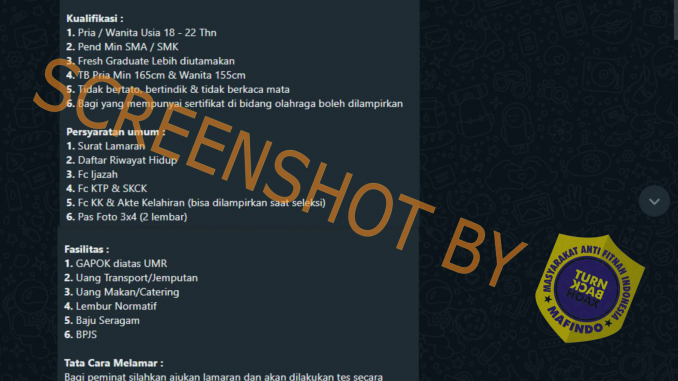 Kualifikasi :
1. Pria / Wanita Usia 18 - 22 Thn
2. Pend Min SMA / SMK
3. Fresh Graduate Lebih diutamakan
4. TB Pria Min 165cm & Wanita 155cm
5. Tidak bertato, bertindik & tidak berkaca mata
6. Bagi yang mempunyai sertifikat di bidang olahraga boleh dilampirkan
Persyaratan umum :
1. Surat Lamaran
2. Daftar Riwayat Hidup
3. Fc Ijazah
4. Fc KTP & SKCK
5. Fc KK & Akte Kelahiran (bisa dilampirkan saat seleksi)
6. Pas Foto 3x4 (2 lembar)
Fasilitas :
1. GAPOK diatas UMR
2. Uang Transport/Jemputan
3. Uang Makan/Catering
4. Lembur Normatif
5. Baju Seragam
6. BPJS
Tata Cara Melamar :
Bagi peminat silahkan ajukan lamaran dan akan dilakukan tes secara
SCREENSHOT BY
MASYARAKAT ANTI FITNAH INDONESIA
TURN
BACK
HOAX
MAFINDO